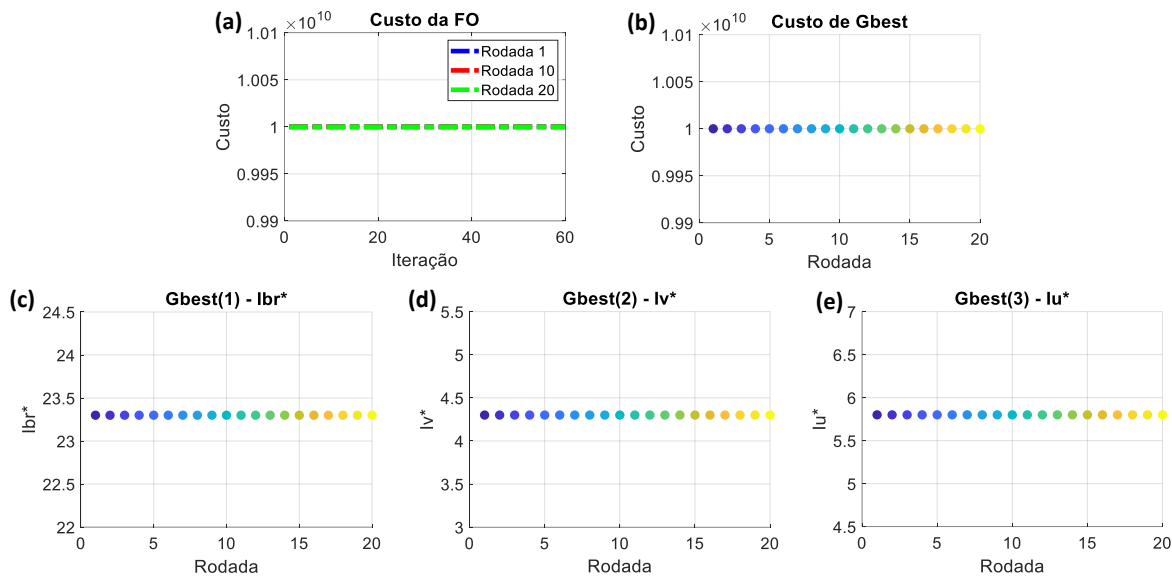 (a)
×10^10
Custo da FO
1.01
1.005
1
0.995
0.99
Custo
Rodada 1
Rodada 10
Rodada 20
0 20 40 60
Iteração
(b)
×10^10
Custo de Gbest
1.01
1.005
1
0.995
0.99
Custo
0 5 10 15 20
Rodada
(c)
Gbest(1) - Ibr*
24.5
24
23.5
23
22.5
22
Ibr*
0 5 10 15 20
Rodada
(d)
Gbest(2) - Iv*
5.5
5
4.5
4
3.5
3
Iv*
0 5 10 15 20
Rodada
(e)
Gbest(3) - Iu*
7
6.5
6
5.5
5
4.5
Iu*
0 5 10 15 20
Rodada